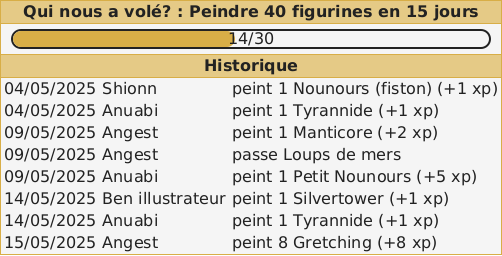 Qui nous a volé? : Peindre 40 figurines en 15 jours
14/30
Historique
04/05/2025 Shionn peint 1 Nounours (fiston) (+1 xp)
04/05/2025 Anuabi peint 1 Tyrannide (+1 xp)
09/05/2025 Angest peint 1 Manticore (+2 xp)
09/05/2025 Angest passe Loups de mers
09/05/2025 Anuabi peint 1 Petit Nounours (+5 xp)
14/05/2025 Ben illustrateur peint 1 Silvertower (+1 xp)
14/05/2025 Anuabi peint 1 Tyrannide (+1 xp)
15/05/2025 Angest peint 8 Gretching (+8 xp)